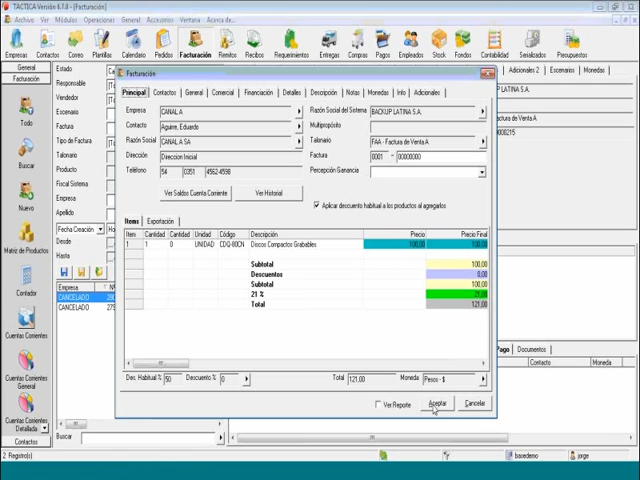 TACTICA Versión 6.7.8 - [Facturación]
Archivo Ver Módulos Operaciones General Accesorios Ventana Acerca de...
Empresas Contactos Correo Plantillas Calendario Pedidos Facturación Remitos Recibos Requerimientos Entregas Compras Pagos Empleados Stock Fondos Contabilidad Serializados Presupuestos
General
Facturación
Todo
Buscar
Nuevo
Matriz de Productos
Contador
Cuentas Corrientes
Cuentas Corrientes General
Cuentas Corrientes Detallada
Contactos
Estado
Responsable
Vendedor
Escenario
Factura
Tipo de Factura
Talonario
Producto
Fiscal Sistema
Empresa
Apellido
Fecha Creación
Desde
Hasta
Empresa
CANCELADO
CANCELADO
Buscar
Facturación
Principal Contactos General Comercial Financiación Detalles Descripción Notas Monedas Info Adicionales
Empresa CANAL A
Contacto Aguirre, Eduardo
Razón Social CANAL A SA
Dirección Direccion Inicial
Teléfono 54 0351 4562-4598
Razón Social del Sistema BACKUP LATINA S.A.
Multipropósito
Talonario FAA - Factura de Venta A
Factura 0001 - 00000000
Percepción Ganancia
Ver Saldos Cuenta Corriente Ver Historial
Aplicar descuento habitual a los productos al agregarlos
Items Exportación
Item Cantidad Cantidad Unidad Código Descripción Precio Precio Final
1 1 0 UNIDAD CDQ-80CN Discos Compactos Grabables 100,00 100,00
Subtotal 100,00
Descuentos 0,00
Subtotal 100,00
21 % 21,00
Total 121,00
Des. Habitual % 50 Descuento % 0 Total 121,00 Moneda Pesos - $
Ver Reporte Aceptar Cancelar
Adicionales 2 Escenarios Monedas
LATINA S.A.
actura de Venta A
0000215
Pago Documentos
Contacto Moneda
2 Registro(s) basedemo jorge